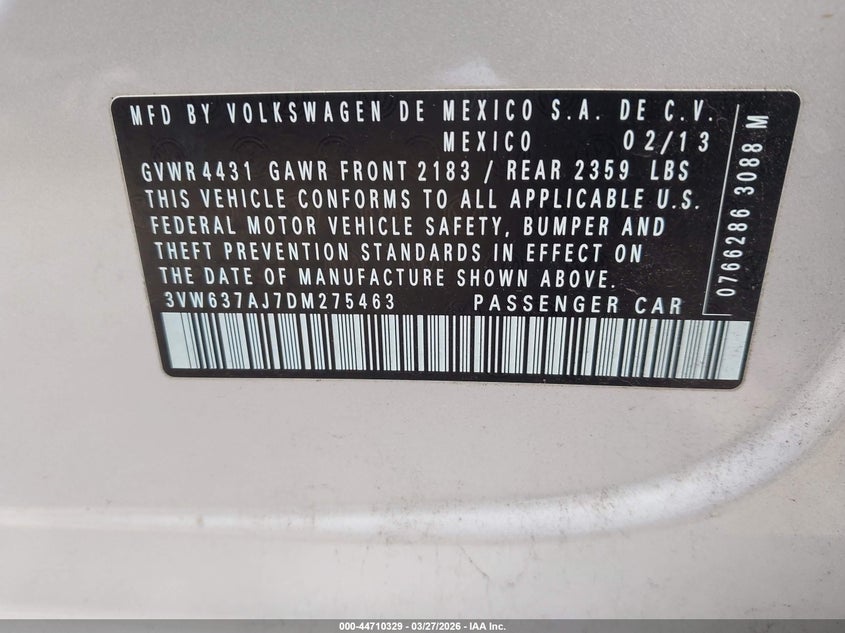 MFD BY VOLKSWAGEN DE MEXICO S.A. DE C.V.
MEXICO 02/13
GVWR 4431 GAWR FRONT 2183 / REAR 2359 LBS
THIS VEHICLE CONFORMS TO ALL APPLICABLE U.S.
FEDERAL MOTOR VEHICLE SAFETY, BUMPER AND
THEFT PREVENTION STANDARDS IN EFFECT ON
THE DATE OF MANUFACTURE SHOWN ABOVE.
3VW637AJ7DM275463 PASSENGER CAR
0766286 3088 M
000-44710329 | 03/27/2026 - IAA Inc.